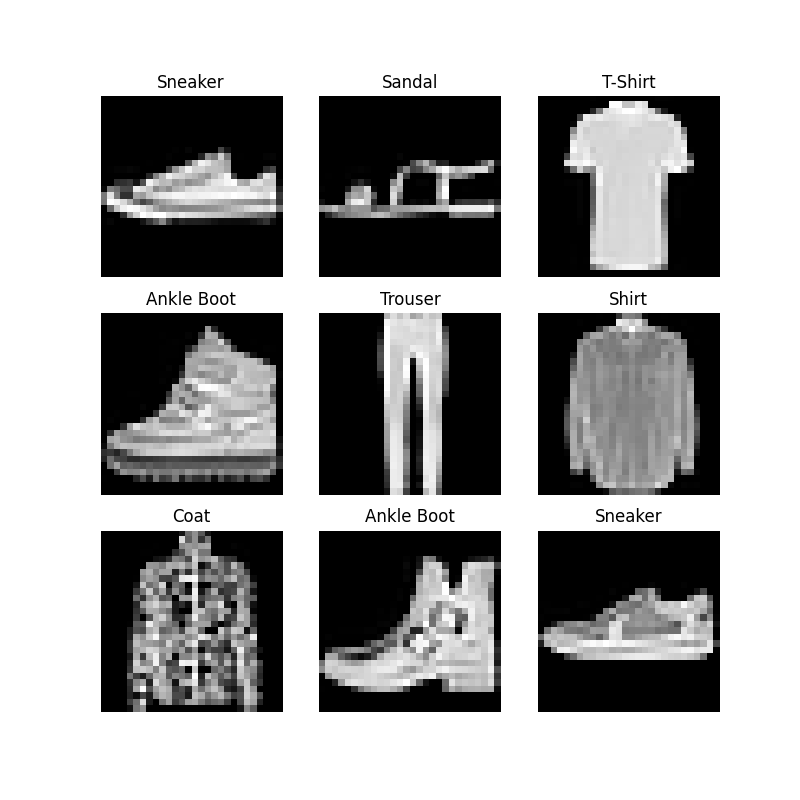 Sneaker
Sandal
T-Shirt
Ankle Boot
Trouser
Shirt
Coat
Ankle Boot
Sneaker